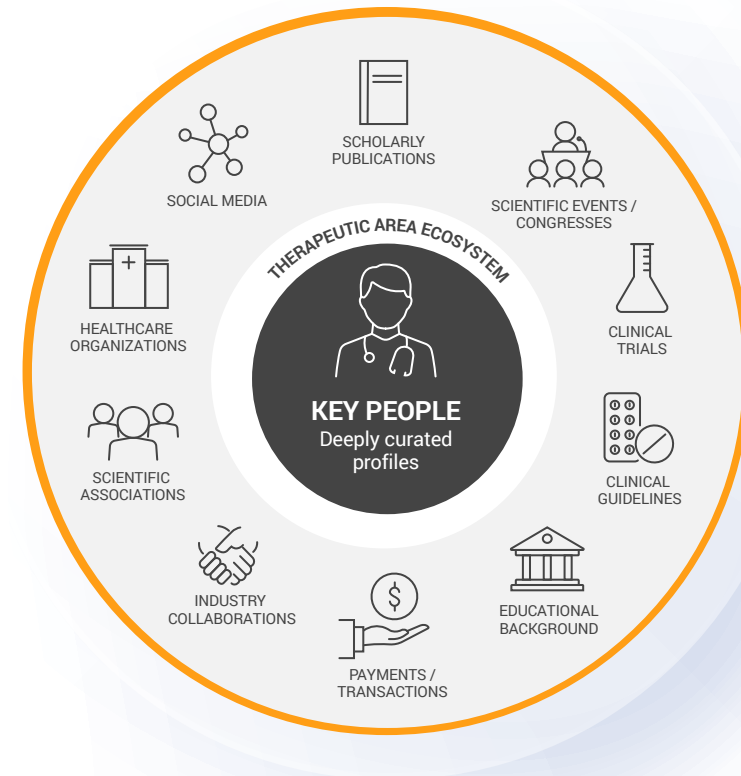 SCHOLARLY
PUBLICATIONS
SCIENTIFIC EVENTS /
CONGRESSES
CLINICAL
TRIALS
CLINICAL
GUIDELINES
EDUCATIONAL
BACKGROUND
PAYMENTS /
TRANSACTIONS
INDUSTRY
COLLABORATIONS
SCIENTIFIC
ASSOCIATIONS
HEALTHCARE
ORGANIZATIONS
SOCIAL MEDIA
THERAPEUTIC AREA ECOSYSTEM
KEY PEOPLE
Deeply curated
profiles
$